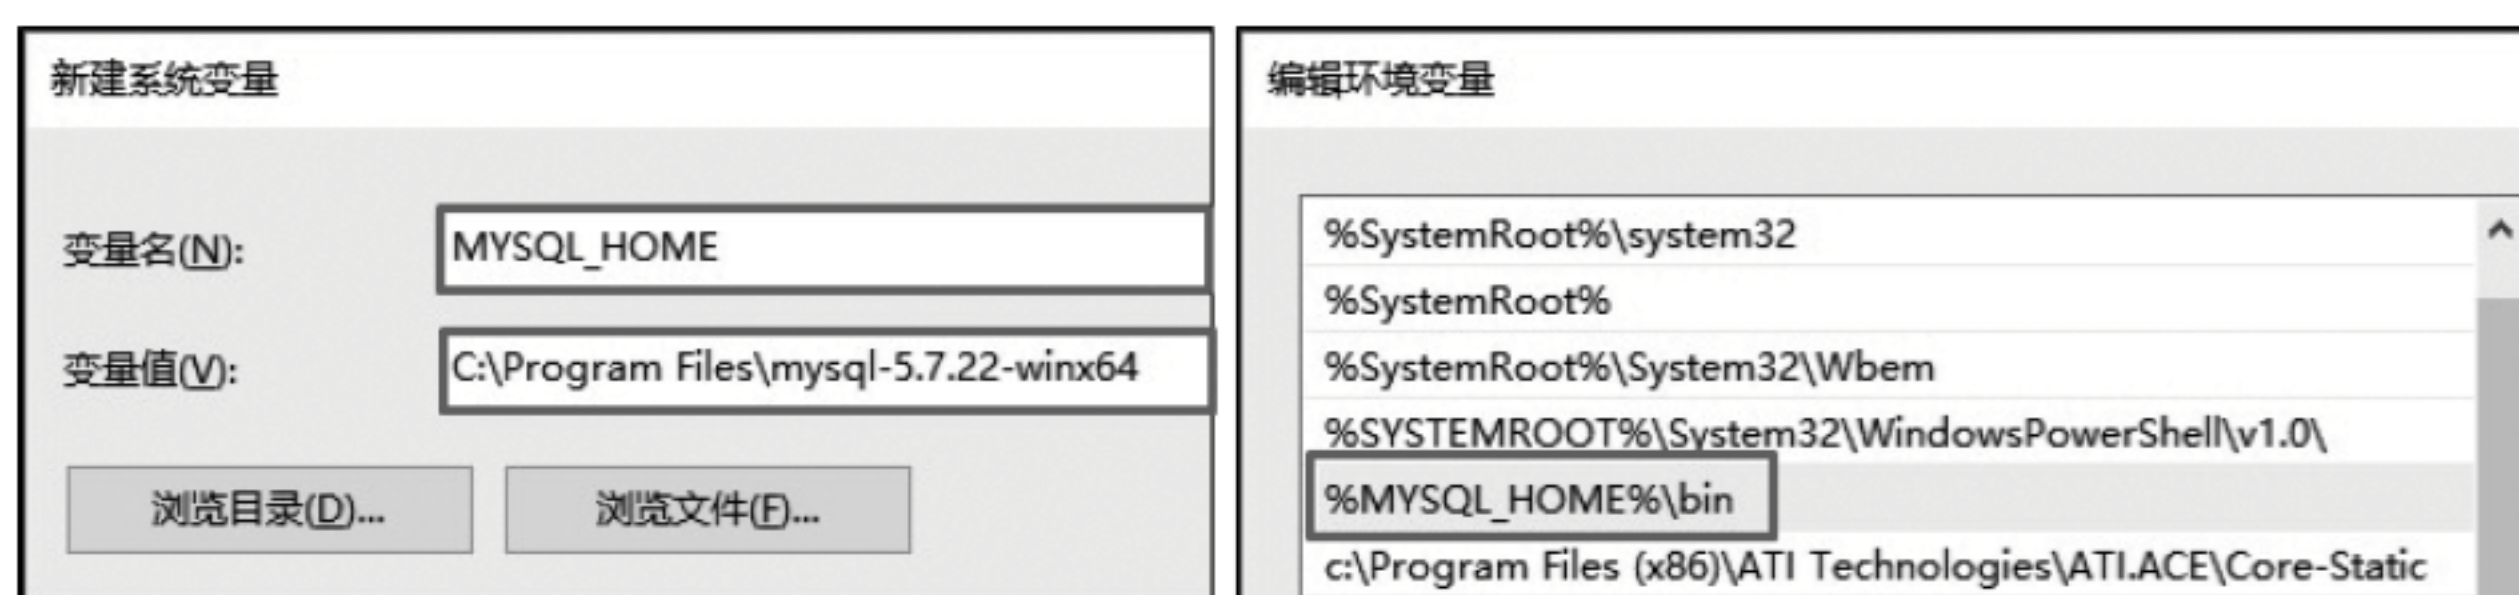 新建系统变量
变量名(N):
MYSQL_HOME
变量值(V):
C:\Program Files\mysql-5.7.22-winx64
浏览目录(D)...
浏览文件(F)...
编辑环境变量
%SystemRoot%\system32
%SystemRoot%
%SystemRoot%\System32\Wbem
%SYSTEMROOT%\System32\WindowsPowerShell\v1.0\
%MYSQL_HOME%\bin
c:\Program Files (x86)\ATI Technologies\ATI.ACE\Core-Static